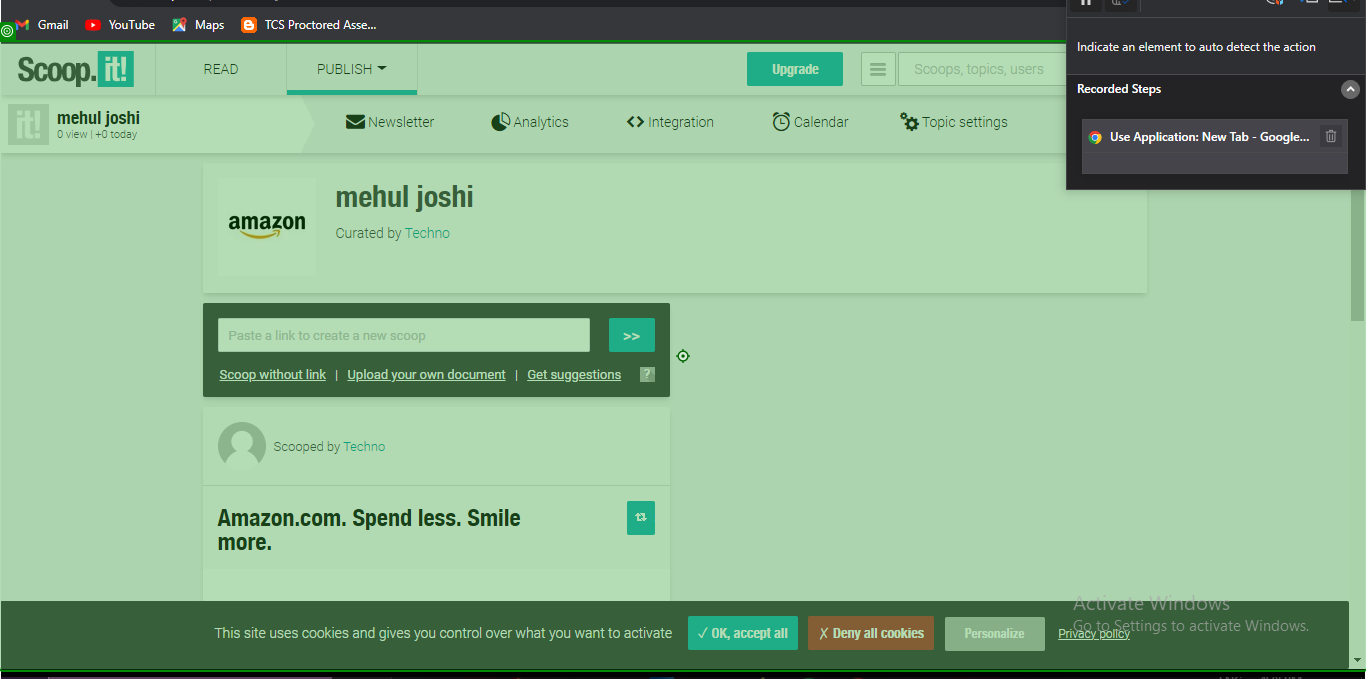 Gmail
YouTube
Maps
TCS Proctored Asse...
Indicate an element to auto detect the action
Recorded Steps
Use Application: New Tab - Google...
Scoop.it!
READ
PUBLISH
Upgrade
Scoops, topics, users
it!
mehul joshi
0 view | +0 today
Newsletter
Analytics
Integration
Calendar
Topic settings
amazon
mehul joshi
Curated by Techno
Paste a link to create a new scoop
>>
Scoop without link | Upload your own document | Get suggestions ?
Scooped by Techno
Amazon.com. Spend less. Smile
more.
This site uses cookies and gives you control over what you want to activate
✓ OK, accept all
✗ Deny all cookies
Personalize
Privacy policy
Activate Windows
Go to Settings to activate Windows.